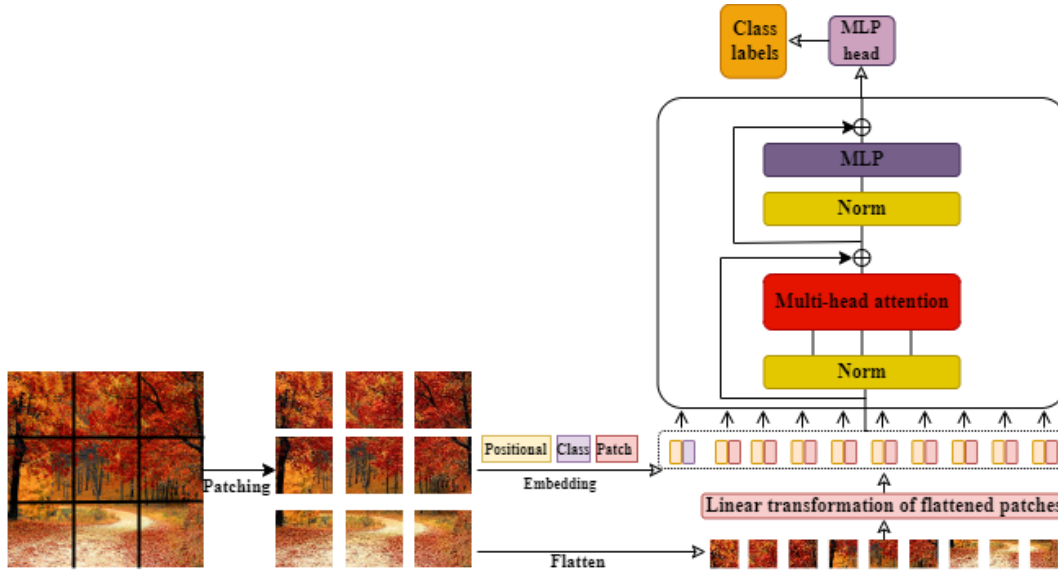 Class
labels
MLP
head
MLP
Norm
Multi-head attention
Norm
Positional
Class
Patch
Patching
Embedding
Linear transformation of flattened patches
Flatten